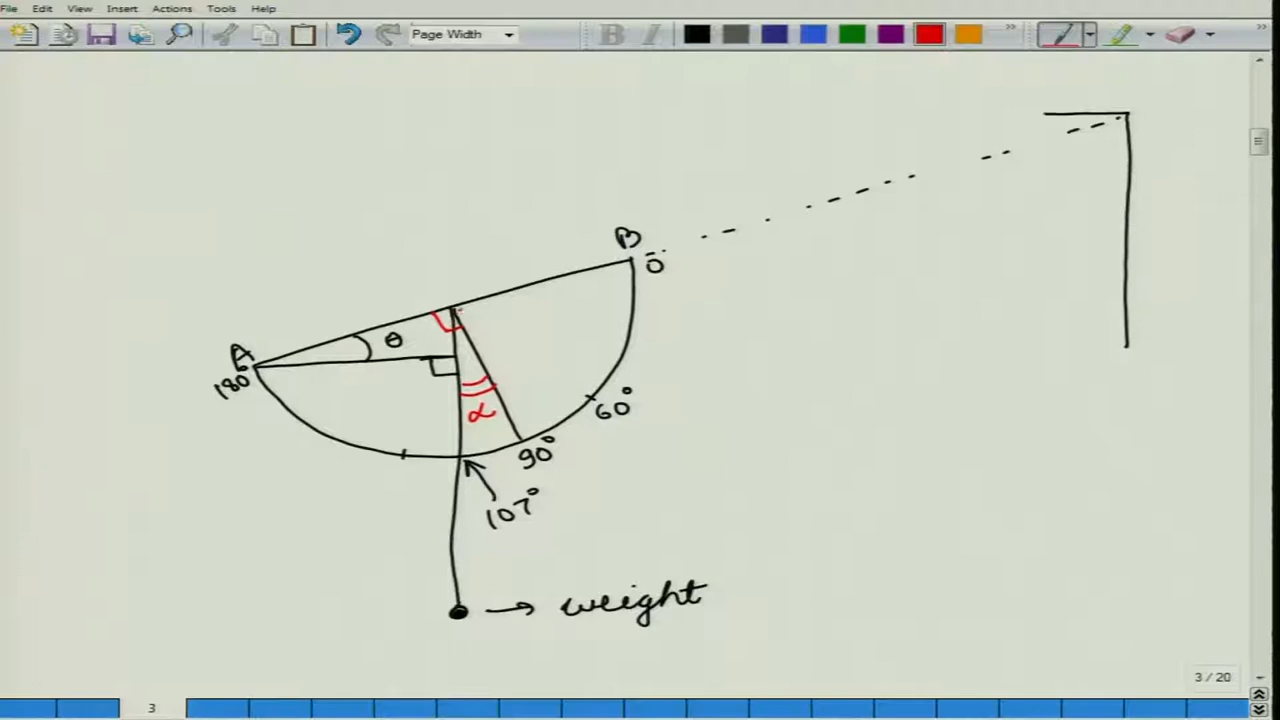 File Edit View Insert Actions Tools Help
Page Width
B I
B
0
A
180
θ
α
60°
90°
107°
→ weight
3 / 20
3